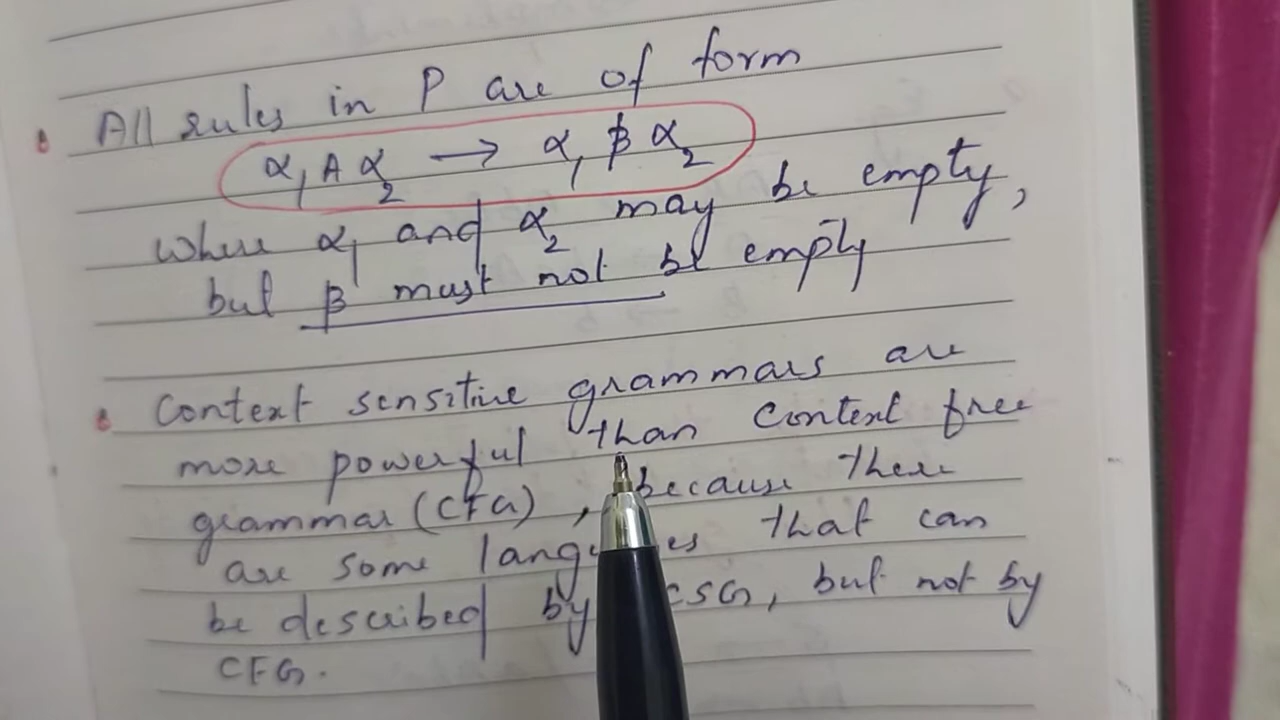 All rules in P are of form
α₁ A α₂ → α₁ β α₂
where α₁ and α₂ may be empty,
but β must not be empty
Context sensitive grammars are
more powerful than context free
grammar (CFG), because there
are some that can
be described by CSG, but not by
CFG.